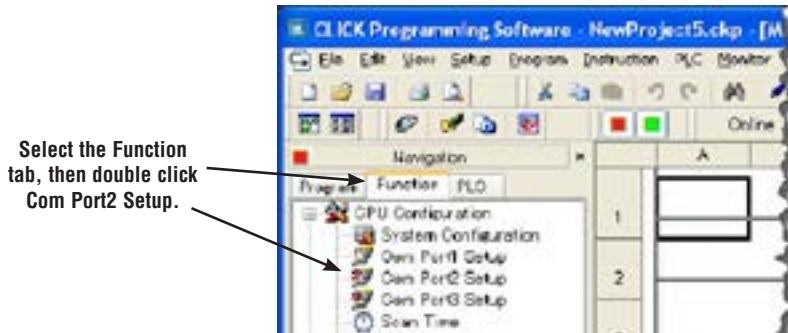 CLICK Programming Software - NewProject5.ckp - [M
File Edit View Setup Program Instruction PLC Monitor
Online
Select the Function
tab, then double click
Com Port2 Setup.
Navigation
Program Function PLC
CPU Configuration
System Configuration
Com Port1 Setup
Com Port2 Setup
Com Port3 Setup
Scan Time
A
1
2